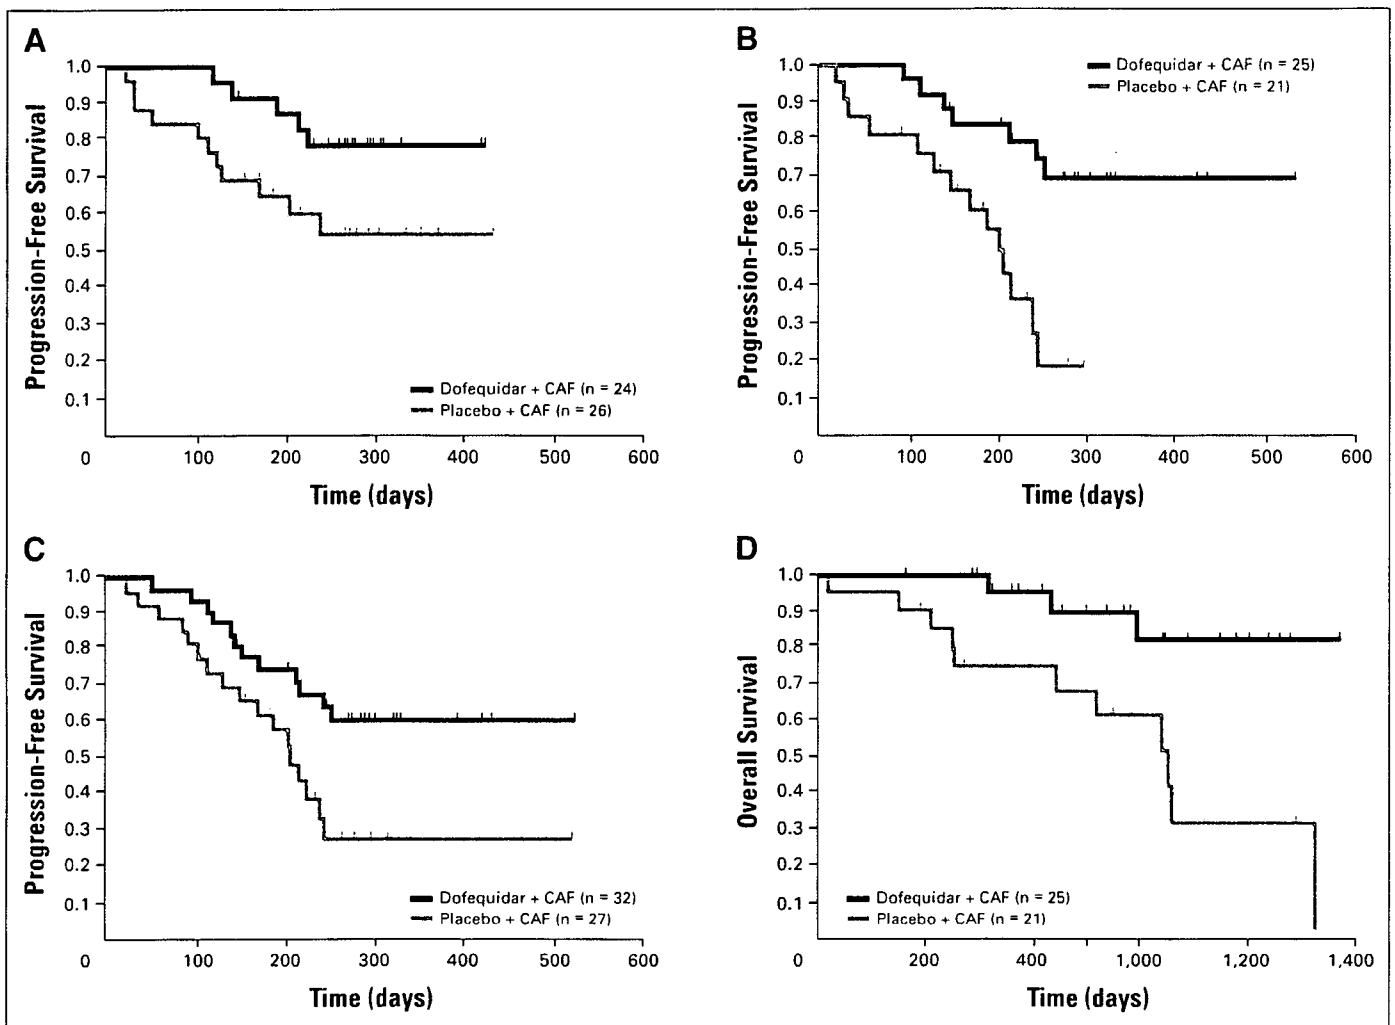 A
Progression-Free Survival
1.0
0.9
0.8
0.7
0.6
0.5
0.4
0.3
0.2
0.1
Dofequidar + CAF (n = 24)
Placebo + CAF (n = 26)
0 100 200 300 400 500 600
Time (days)
B
Progression-Free Survival
1.0
0.9
0.8
0.7
0.6
0.5
0.4
0.3
0.2
0.1
Dofequidar + CAF (n = 25)
Placebo + CAF (n = 21)
0 100 200 300 400 500 600
Time (days)
C
Progression-Free Survival
1.0
0.9
0.8
0.7
0.6
0.5
0.4
0.3
0.2
0.1
Dofequidar + CAF (n = 32)
Placebo + CAF (n = 27)
0 100 200 300 400 500 600
Time (days)
D
Overall Survival
1.0
0.9
0.8
0.7
0.6
0.5
0.4
0.3
0.2
0.1
Dofequidar + CAF (n = 25)
Placebo + CAF (n = 21)
0 200 400 1,000 1,200 1,400
Time (days)